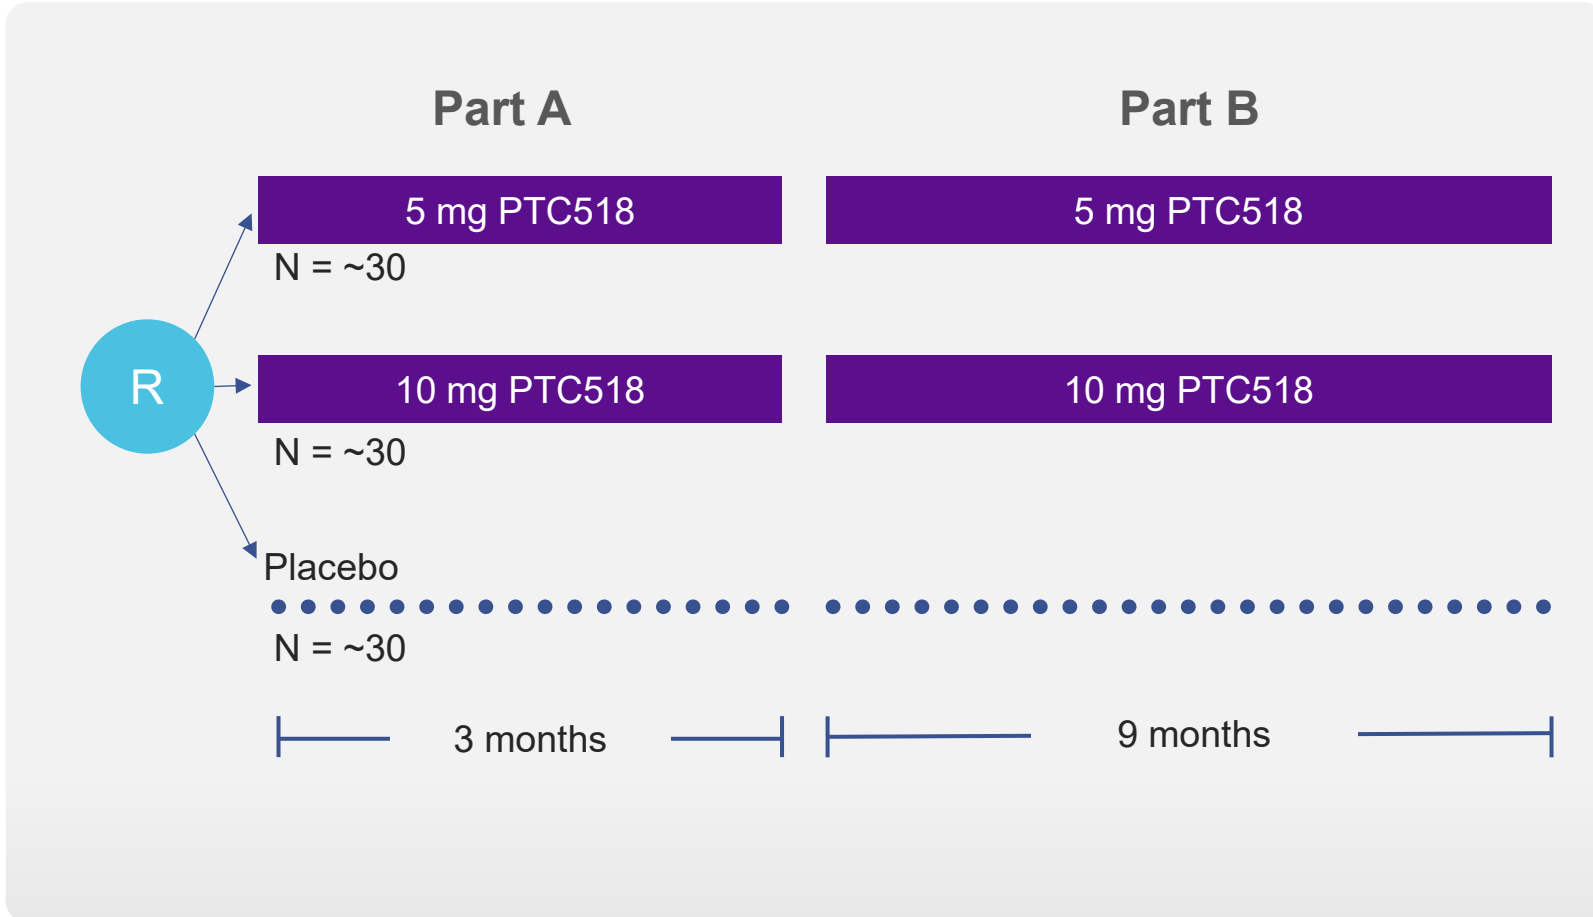 Part A
Part B
5 mg PTC518
5 mg PTC518
N = ~30
R
10 mg PTC518
10 mg PTC518
N = ~30
Placebo
N = ~30
3 months
9 months